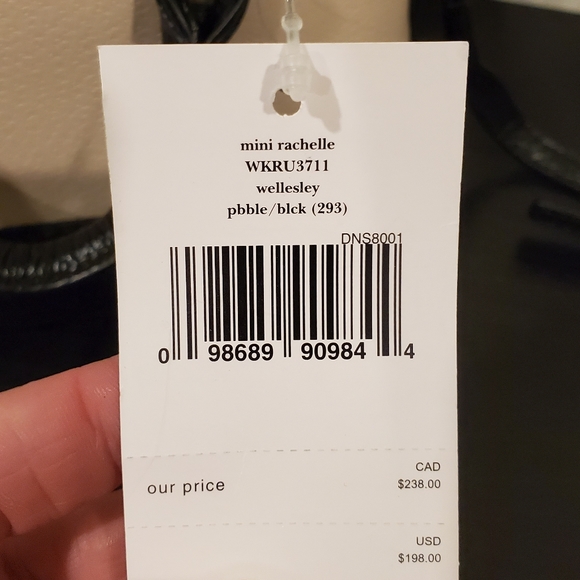 mini rachelle
WKRU3711
wellesley
pbble/blck (293)
DNS8001
0 98689 90984 4
our price
CAD
$238.00
USD
$198.00